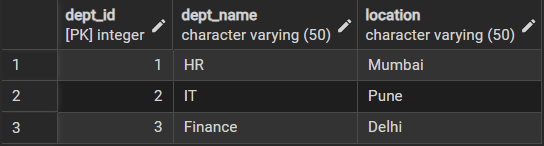 dept_id dept_name location
[PK] integer character varying (50) character varying (50)
1 1 HR Mumbai
2 2 IT Pune
3 3 Finance Delhi